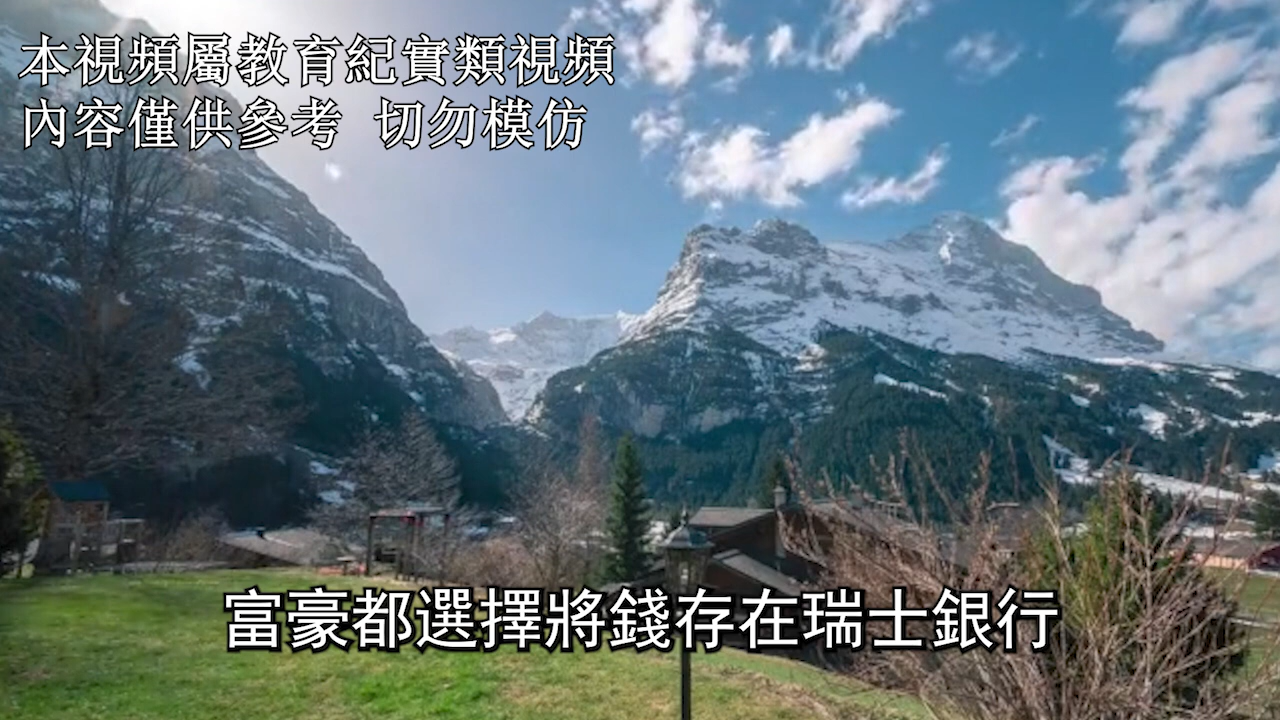 本視頻屬教育紀實類視頻
內容僅供參考 切勿模仿
富豪都選擇將錢存在瑞士銀行